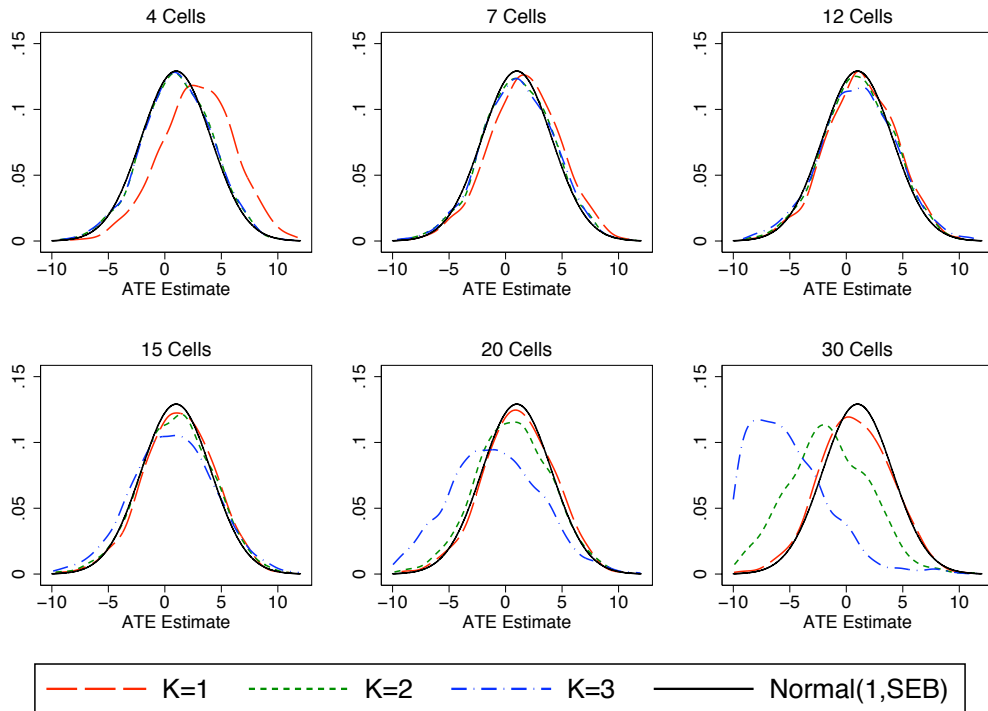 4 Cells
7 Cells
12 Cells
.15
.1
.05
0
−10 −5 0 5 10
ATE Estimate
.15
.1
.05
0
−10 −5 0 5 10
ATE Estimate
.15
.1
.05
0
−10 −5 0 5 10
ATE Estimate
15 Cells
20 Cells
30 Cells
.15
.1
.05
0
−10 −5 0 5 10
ATE Estimate
.15
.1
.05
0
−10 −5 0 5 10
ATE Estimate
.15
.1
.05
0
−10 −5 0 5 10
ATE Estimate
K=1 K=2 K=3 Normal(1,SEB)